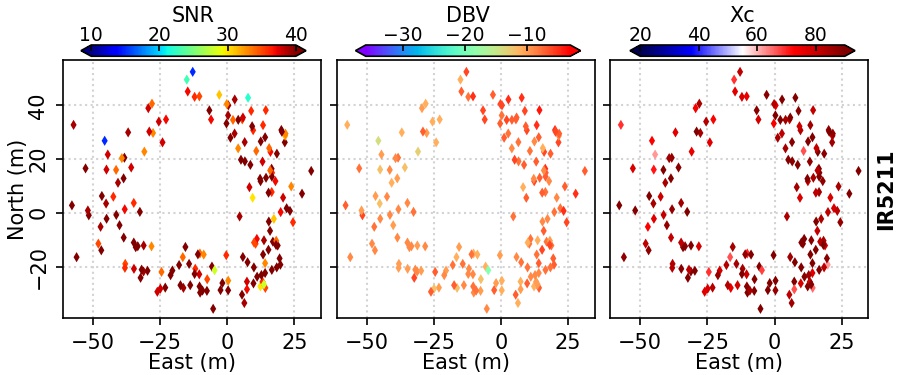 SNR DBV Xc
10 20 30 40 −30 −20 −10 20 40 60 80
40
20
0
−20
North (m)
IR5211
−50 −25 0 25 −50 −25 0 25 −50 −25 0 25
East (m) East (m) East (m)